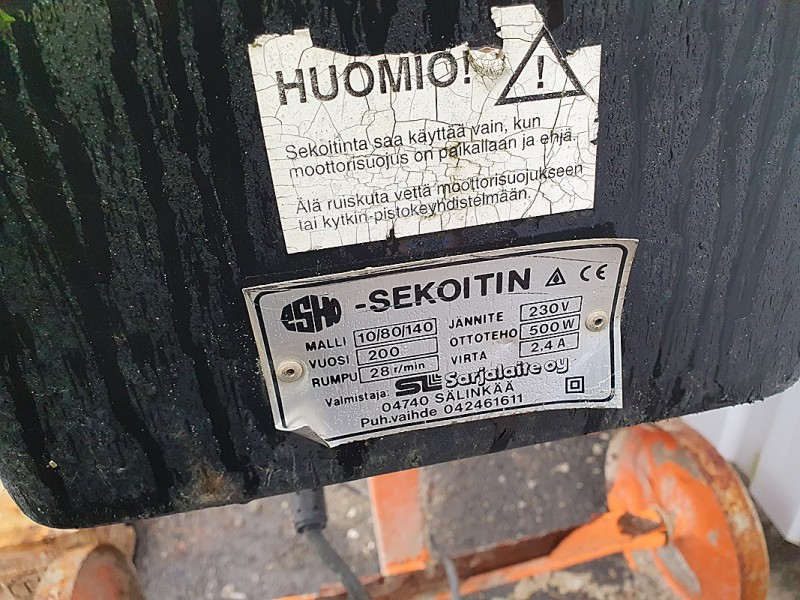 HUOMIO!
Sekoitinta saa käyttää vain, kun
moottorisuojus on paikallaan ja ehjä.
Älä ruiskuta vettä moottorisuojukseen
tai kytkin-pistokeyhdistelmään.
ESHO -SEKOITIN CE
MALLI 10/80/140 JÄNNITE 230 V
VUOSI 200 OTTOTEHO 500 W
RUMPU 28 r/min VIRTA 2,4 A
Valmistaja: SL Sarjalaite oy
04740 SÄLINKÄÄ
Puh.vaihde 042461611